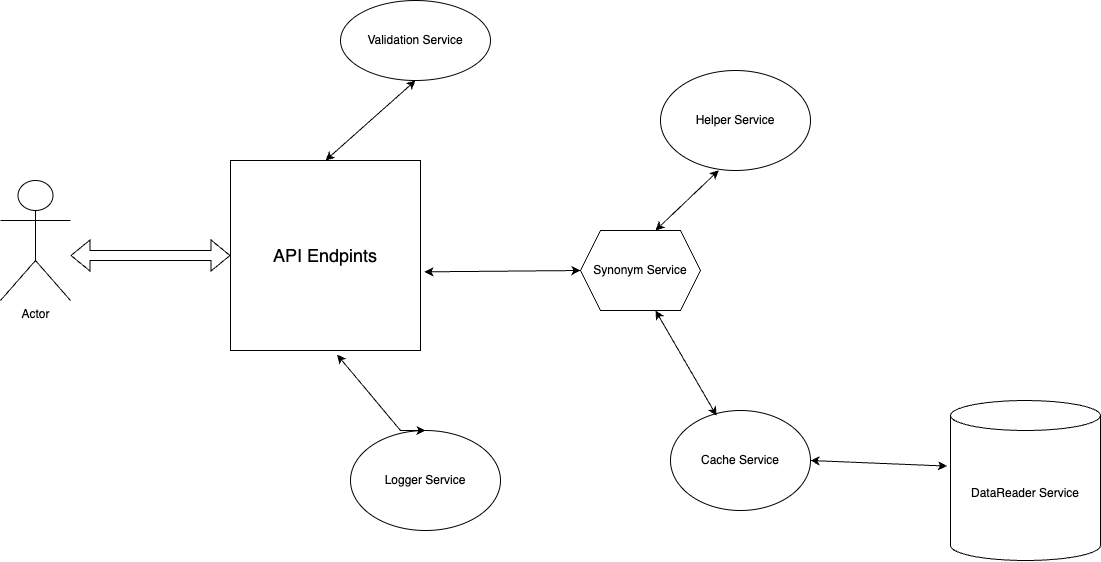 Validation Service
Helper Service
API Endpints
Synonym Service
Actor
Cache Service
Logger Service
DataReader Service